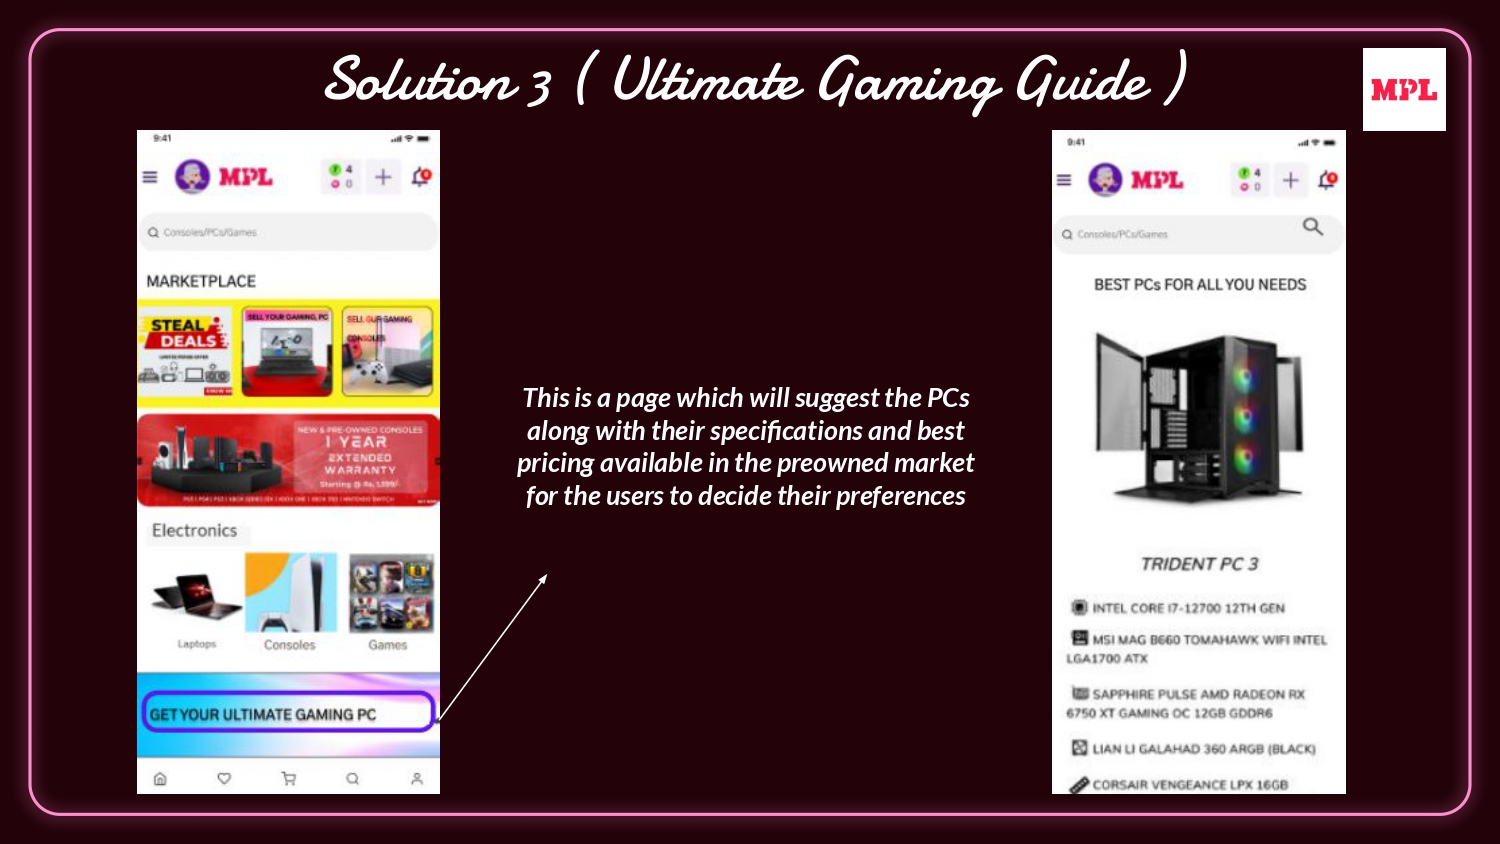 Solution 3 ( Ultimate Gaming Guide )
MPL
9:41
MPL
4
0
Consoles/PCs/Games
MARKETPLACE
STEAL
DEALS
SELL YOUR GAMING PC
SELL OUR GAMING
CONSOLES
NEW & PRE-OWNED CONSOLES
1 YEAR
EXTENDED
WARRANTY
Starting @ Rs. 1,399/-
Electronics
Laptops
Consoles
Games
GET YOUR ULTIMATE GAMING PC
This is a page which will suggest the PCs
along with their specifications and best
pricing available in the preowned market
for the users to decide their preferences
9:41
MPL
4
0
Consoles/PCs/Games
BEST PCs FOR ALL YOU NEEDS
TRIDENT PC 3
INTEL CORE I7-12700 12TH GEN
MSI MAG B660 TOMAHAWK WIFI INTEL
LGA1700 ATX
SAPPHIRE PULSE AMD RADEON RX
6750 XT GAMING OC 12GB GDDR6
LIAN LI GALAHAD 360 ARGB (BLACK)
CORSAIR VENGEANCE LPX 16GB